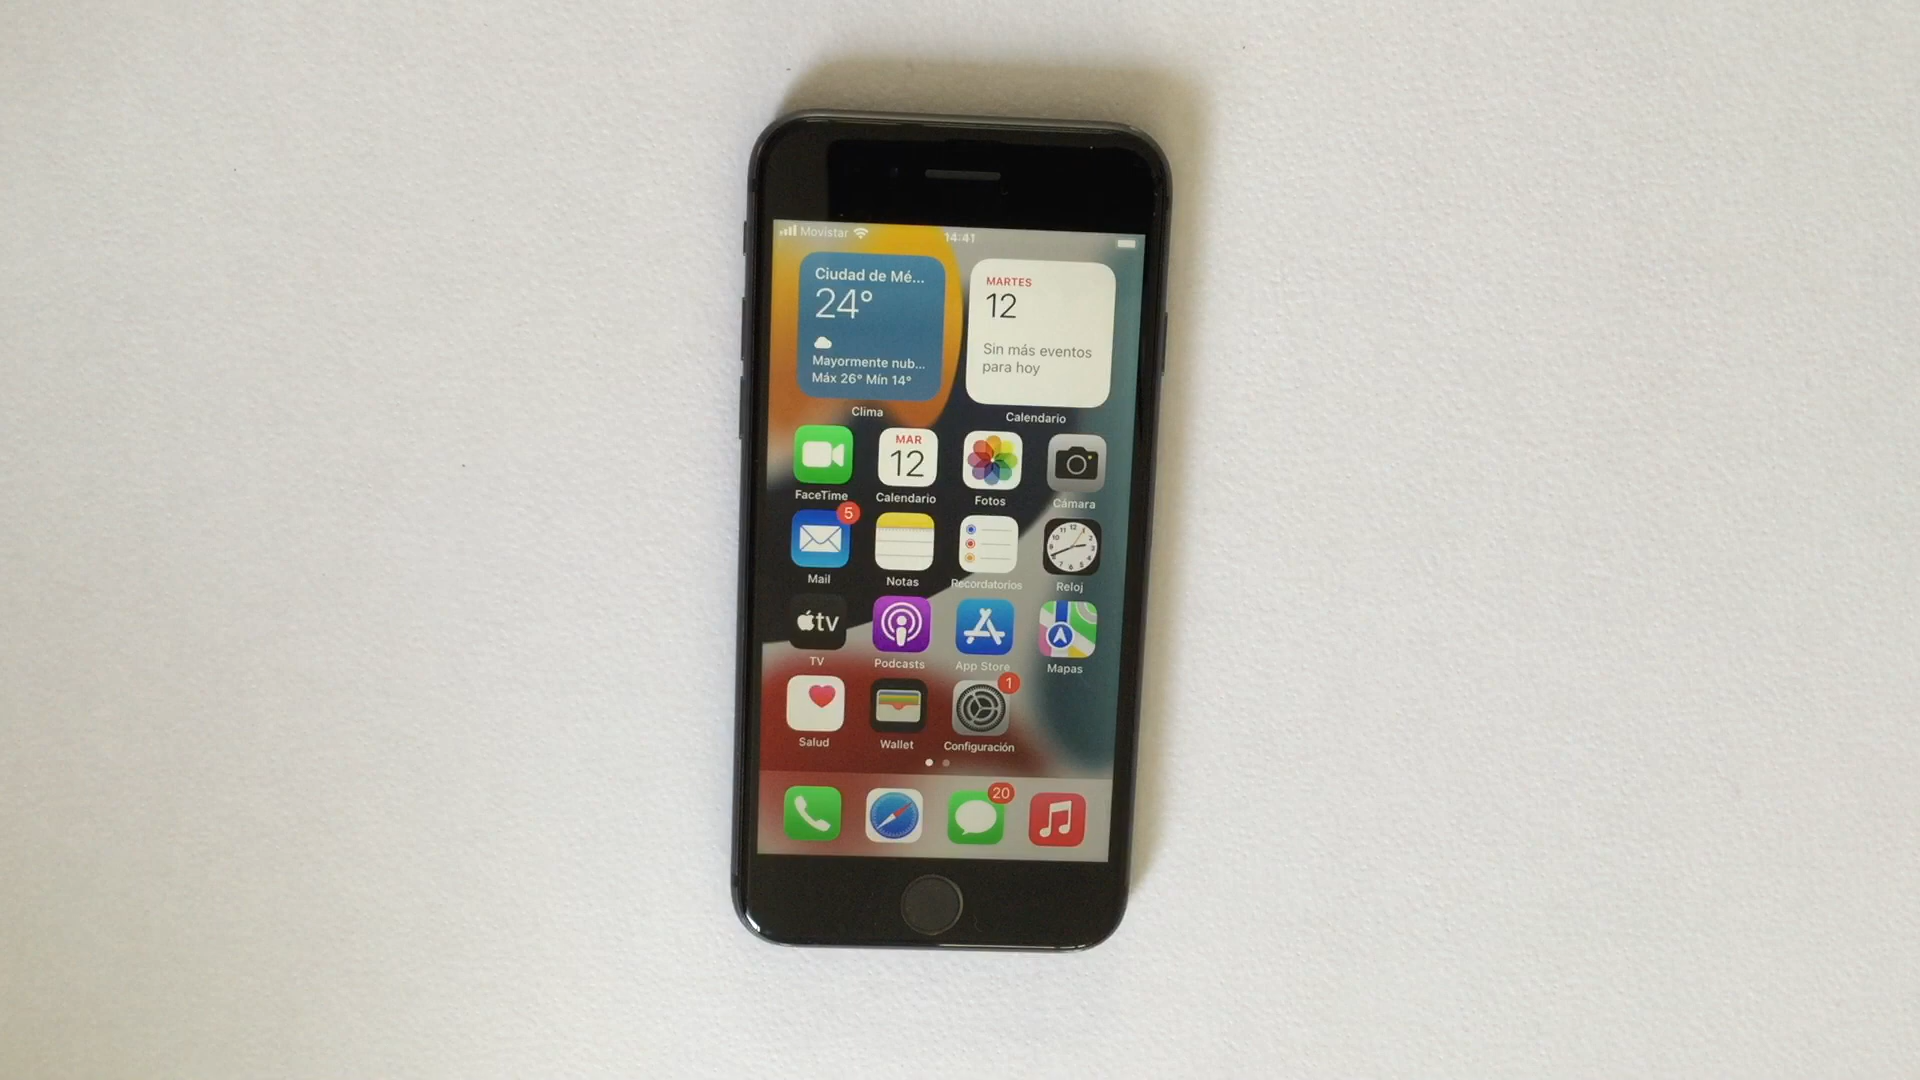 Movistar 14:41
Ciudad de Mé...
24°
Mayormente nub...
Máx 26° Mín 14°
Clima
MARTES
12
Sin más eventos
para hoy
Calendario
MAR
12
FaceTime Calendario Fotos Cámara
5
Mail Notas Recordatorios Reloj
tv
TV Podcasts App Store Mapas
1
Salud Wallet Configuración
20